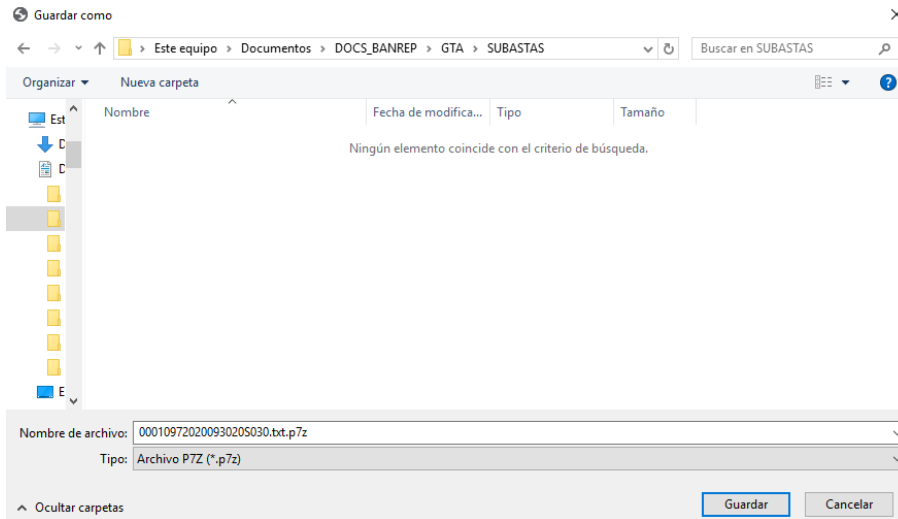 Guardar como
Este equipo > Documentos > DOCS_BANREP > GTA > SUBASTAS
Buscar en SUBASTAS
Organizar
Nueva carpeta
Nombre
Fecha de modifica...
Tipo
Tamaño
Est
D
D
E
Ningún elemento coincide con el criterio de búsqueda.
Nombre de archivo: 00010972020093020S030.txt.p7z
Tipo: Archivo P7Z (*.p7z)
Ocultar carpetas
Guardar
Cancelar